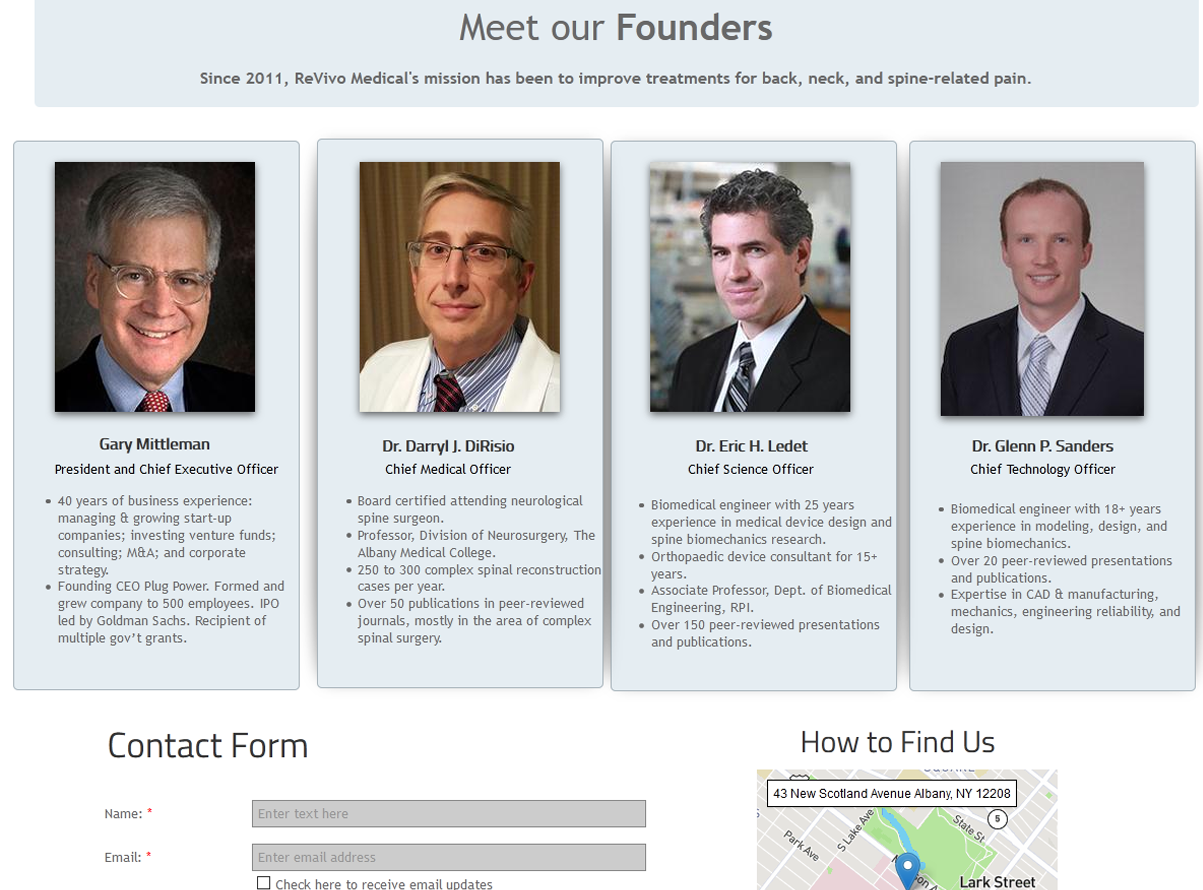 Meet our Founders
Since 2011, ReVivo Medical's mission has been to improve treatments for back, neck, and spine-related pain.
Gary Mittleman
President and Chief Executive Officer
• 40 years of business experience:
managing & growing start-up
companies; investing venture funds;
consulting; M&A; and corporate
strategy.
• Founding CEO Plug Power. Formed and
grew company to 500 employees. IPO
led by Goldman Sachs. Recipient of
multiple gov't grants.
Dr. Darryl J. DiRisio
Chief Medical Officer
• Board certified attending neurological
spine surgeon.
• Professor, Division of Neurosurgery, The
Albany Medical College.
• 250 to 300 complex spinal reconstruction
cases per year.
• Over 50 publications in peer-reviewed
journals, mostly in the area of complex
spinal surgery.
Dr. Eric H. Ledet
Chief Science Officer
• Biomedical engineer with 25 years
experience in medical device design and
spine biomechanics research.
• Orthopaedic device consultant for 15+
years.
• Associate Professor, Dept. of Biomedical
Engineering, RPI.
• Over 150 peer-reviewed presentations
and publications.
Dr. Glenn P. Sanders
Chief Technology Officer
• Biomedical engineer with 18+ years
experience in modeling, design, and
spine biomechanics.
• Over 20 peer-reviewed presentations
and publications.
• Expertise in CAD & manufacturing,
mechanics, engineering reliability, and
design.
Contact Form
Name: *
Enter text here
Email: *
Enter email address
Check here to receive email updates
How to Find Us
SQUARE
43 New Scotland Avenue Albany, NY 12208
5
State St
S Lake Ave
Park Ave
Lark Street